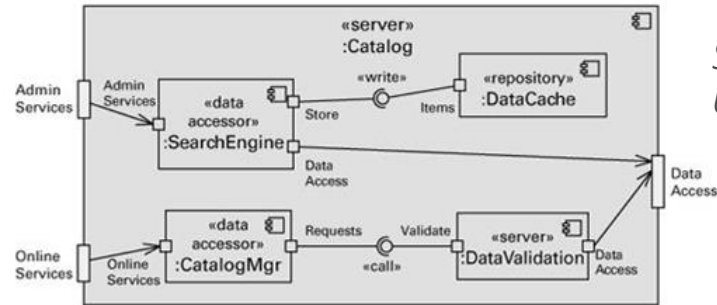 «server»
:Catalog
Admin
Services
Admin
Services
«data
accessor»
:SearchEngine
Store
«write»
Items
«repository»
:DataCache
Data
Access
Data
Access
Online
Services
Online
Services
«data
accessor»
:CatalogMgr
Requests
«call»
Validate
«server»
:DataValidation
Data
Access